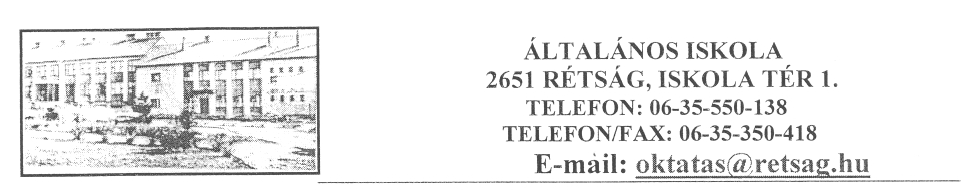 ÁLTALÁNOS ISKOLA
2651 RÉTSÁG, ISKOLA TÉR 1.
TELEFON: 06-35-550-138
TELEFON/FAX: 06-35-350-418
E-mail: oktatas@retsag.hu